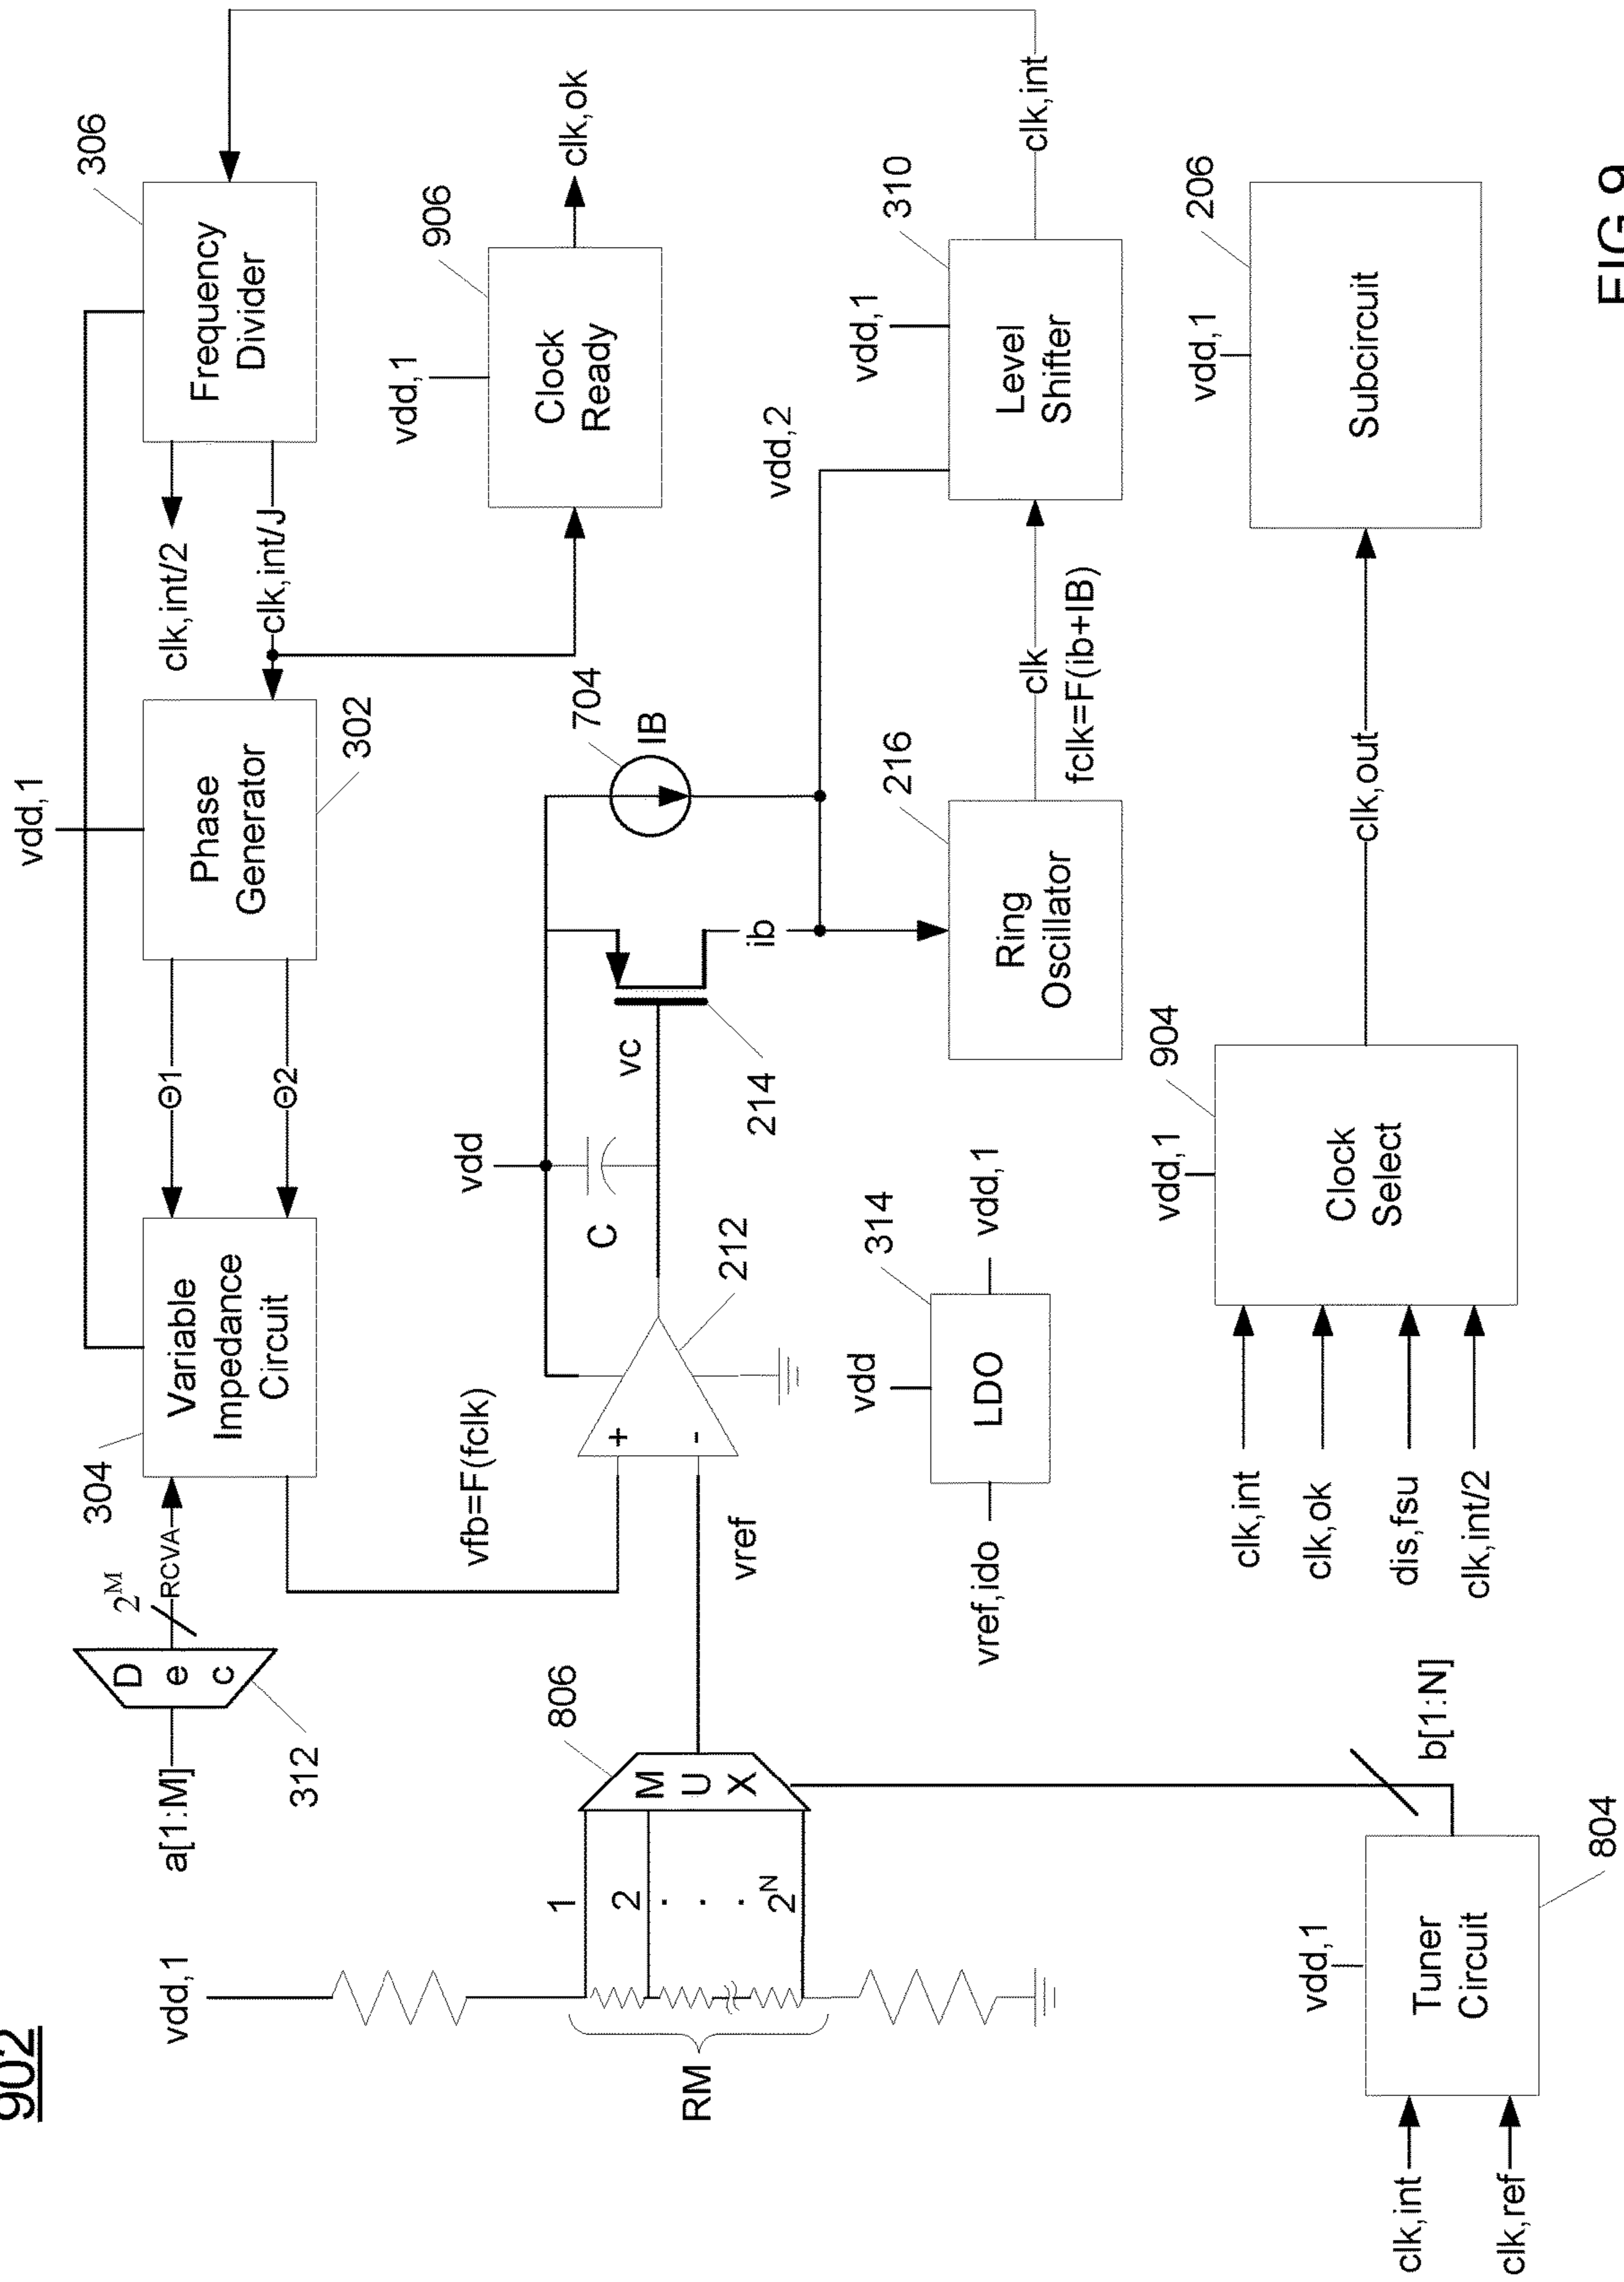 902
a[1:M]
312
D
e
c
2^M
RCVA
304
Variable
Impedance
Circuit
Θ1
Θ2
vdd,1
Phase
Generator
302
clk,int/2
clk,int/J
306
Frequency
Divider
vdd,1
906
Clock
Ready
clk,ok
vdd,1
RM
1
2
. . .
2^N
806
M
U
X
vfb=F(fclk)
vref
+
-
212
vdd
C
vc
214
ib
704
IB
vdd,2
vref,ido
vdd
314
LDO
vdd,1
216
Ring
Oscillator
clk
fclk=F(ib+IB)
vdd,1
310
Level
Shifter
clk,int
clk,int
clk,ref
vdd,1
Tuner
Circuit
804
b[1:N]
clk,int
clk,ok
dis,fsu
clk,int/2
vdd,1
904
Clock
Select
clk,out
vdd,1
206
Subcircuit
FIG 9